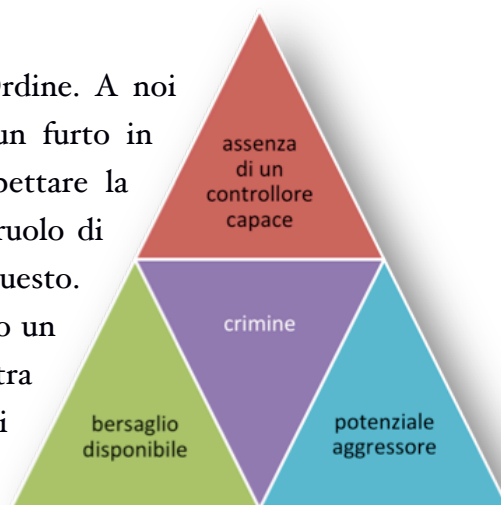 rdine. A noi
un furto in
pettare la
ruolo di
uesto.
o un
tra
i
assenza
di un
controllore
capace
crimine
bersaglio
disponibile
potenziale
aggressore